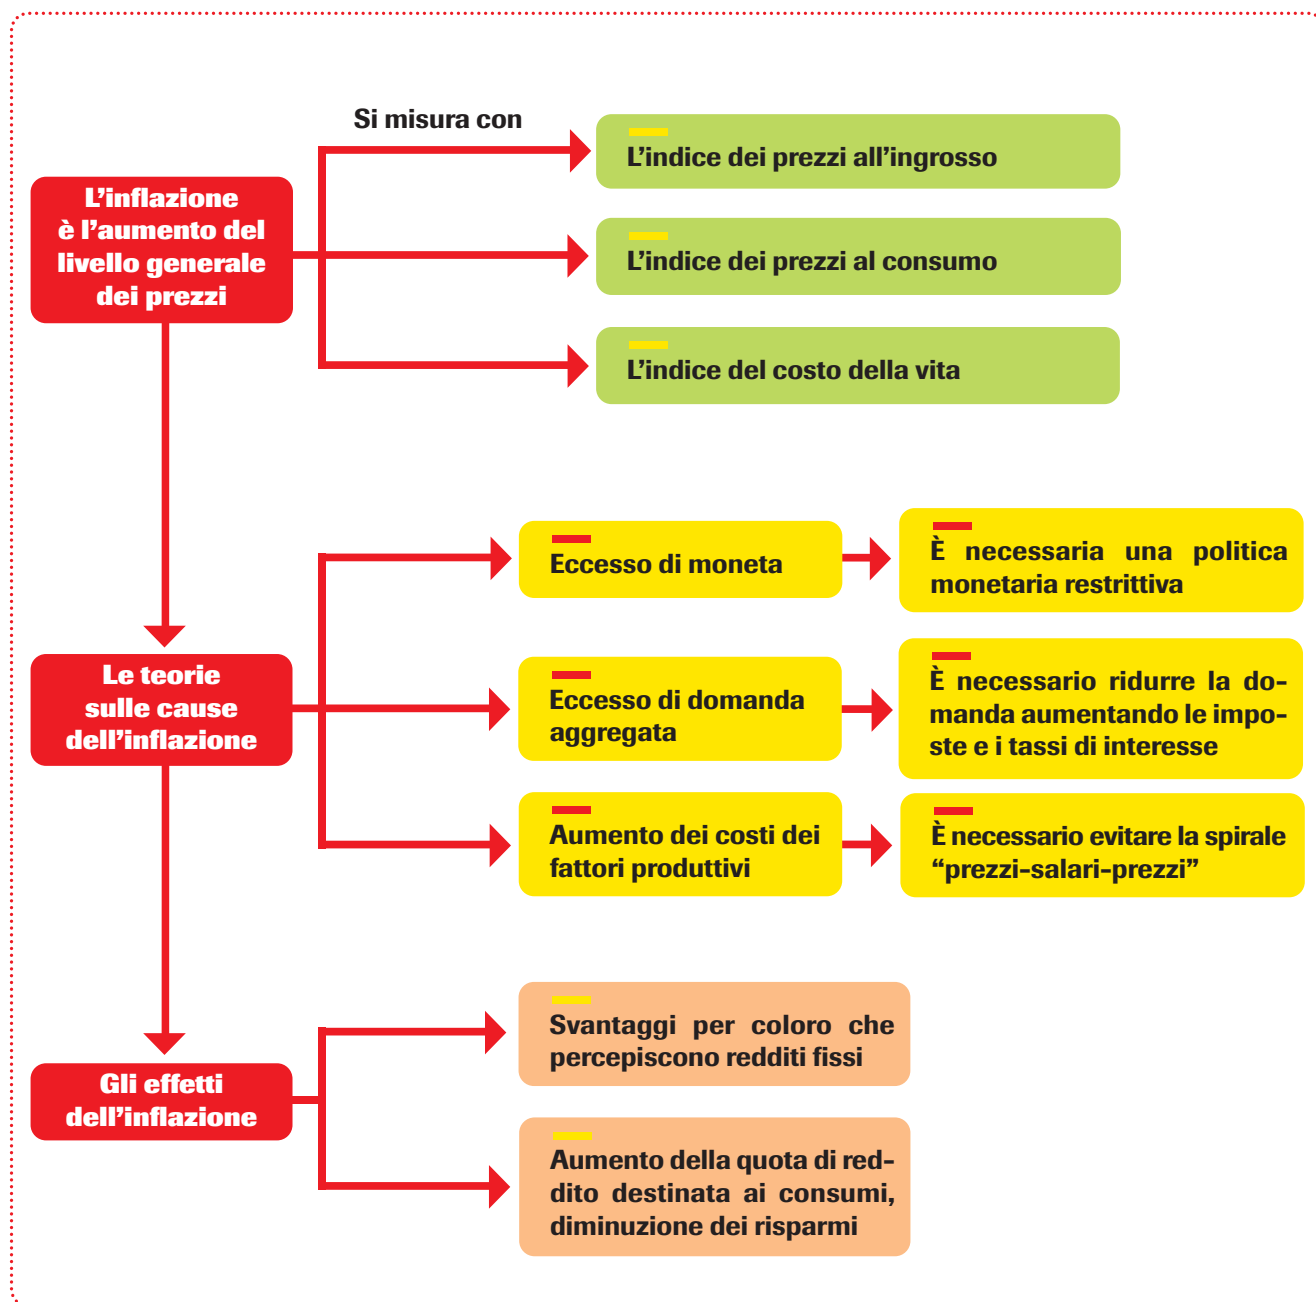 Si misura con
L'inflazione
è l'aumento del
livello generale
dei prezzi
L'indice dei prezzi all'ingrosso
L'indice dei prezzi al consumo
L'indice del costo della vita
Le teorie
sulle cause
dell'inflazione
Eccesso di moneta
È necessaria una politica
monetaria restrittiva
Eccesso di domanda
aggregata
È necessario ridurre la do-
manda aumentando le impo-
ste e i tassi di interesse
Aumento dei costi dei
fattori produttivi
È necessario evitare la spirale
“prezzi-salari-prezzi”
Gli effetti
dell'inflazione
Svantaggi per coloro che
percepiscono redditi fissi
Aumento della quota di red-
dito destinata ai consumi,
diminuzione dei risparmi